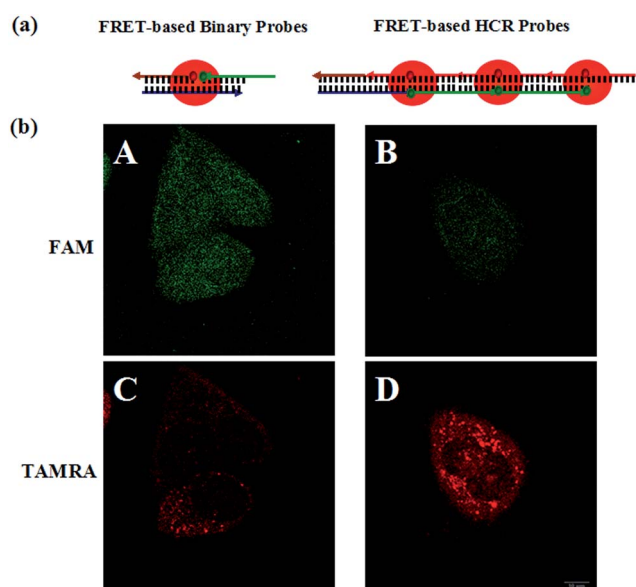 (a) FRET-based Binary Probes FRET-based HCR Probes
(b)
A B
FAM
C D
TAMRA